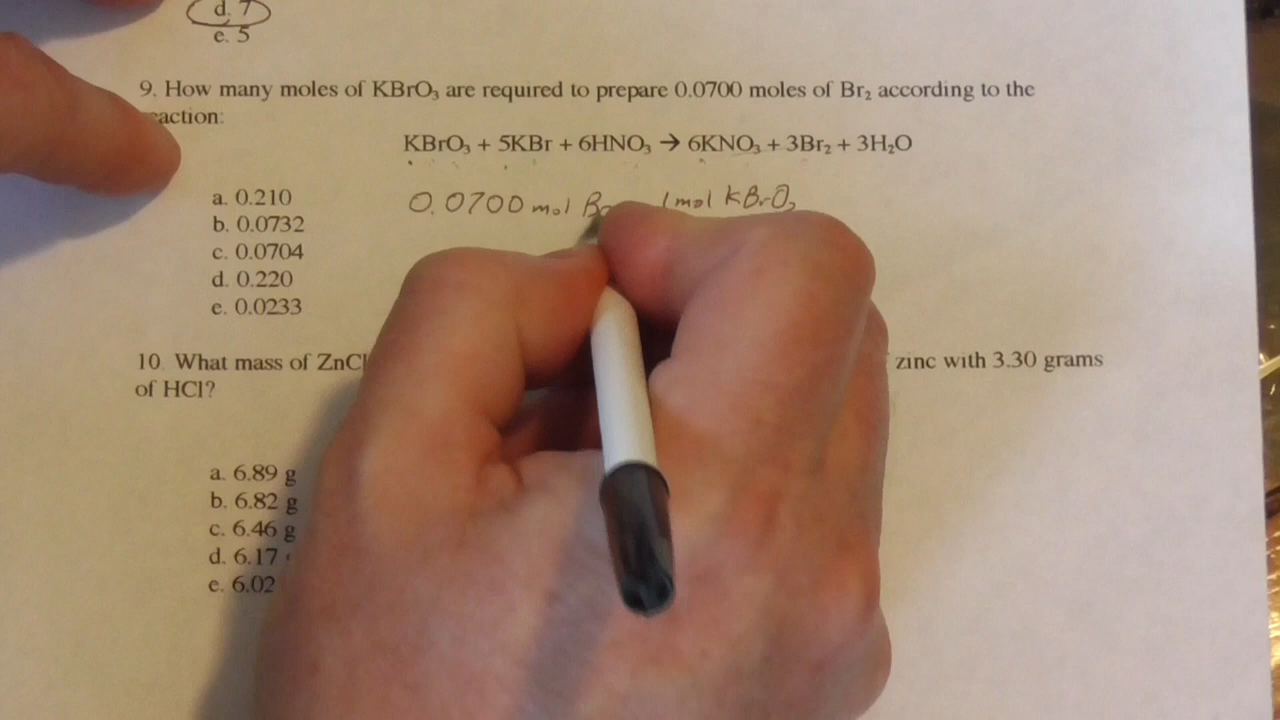 d. 7
e. 5
9. How many moles of KBrO₃ are required to prepare 0.0700 moles of Br₂ according to the
eaction:
KBrO₃ + 5KBr + 6HNO₃ → 6KNO₃ + 3Br₂ + 3H₂O
a. 0.210
0.0700 mol 1 mol KBrO₃
b. 0.0732
c. 0.0704
d. 0.220
e. 0.0233
10. What mass of ZnCl zinc with 3.30 grams
of HCl?
a. 6.89 g
b. 6.82 g
c. 6.46 g
d. 6.17
e. 6.02